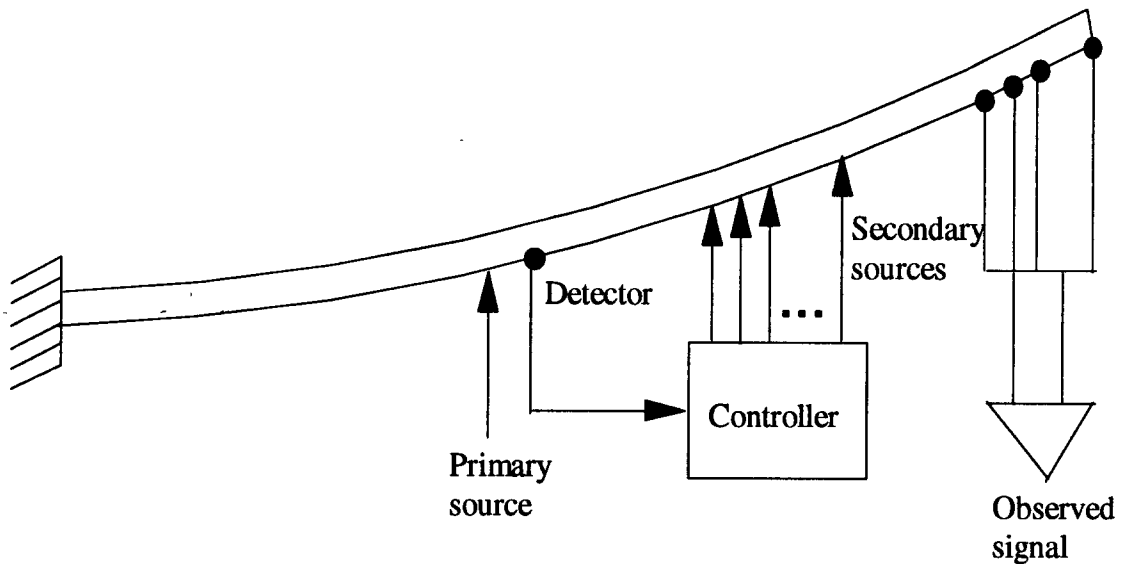 Secondary
sources
Detector
...
Controller
Primary
source
Observed
signal